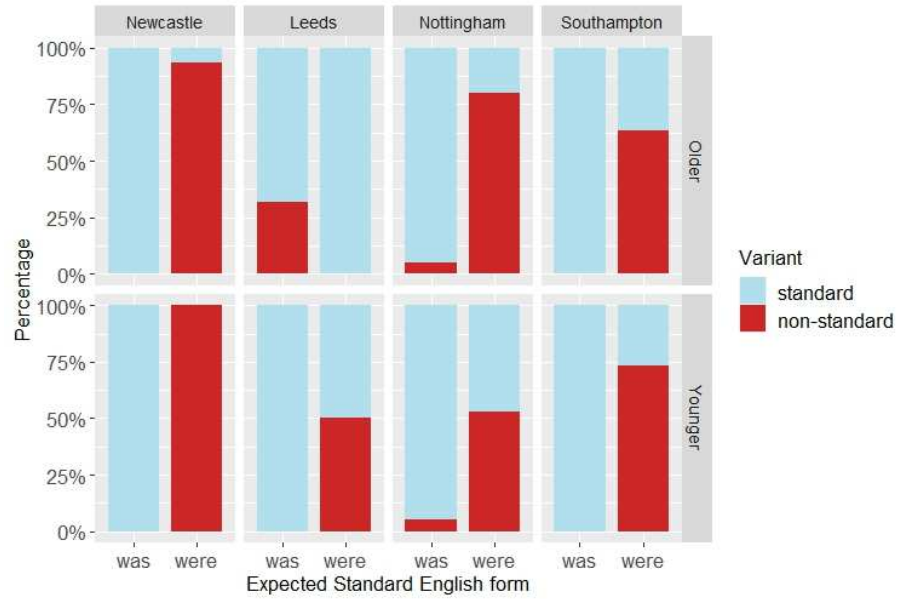 Newcastle Leeds Nottingham Southampton
100%
75%
50%
25%
0%
Older
100%
75%
50%
25%
0%
Younger
Percentage
was were was were was were was were
Expected Standard English form
Variant
standard
non-standard